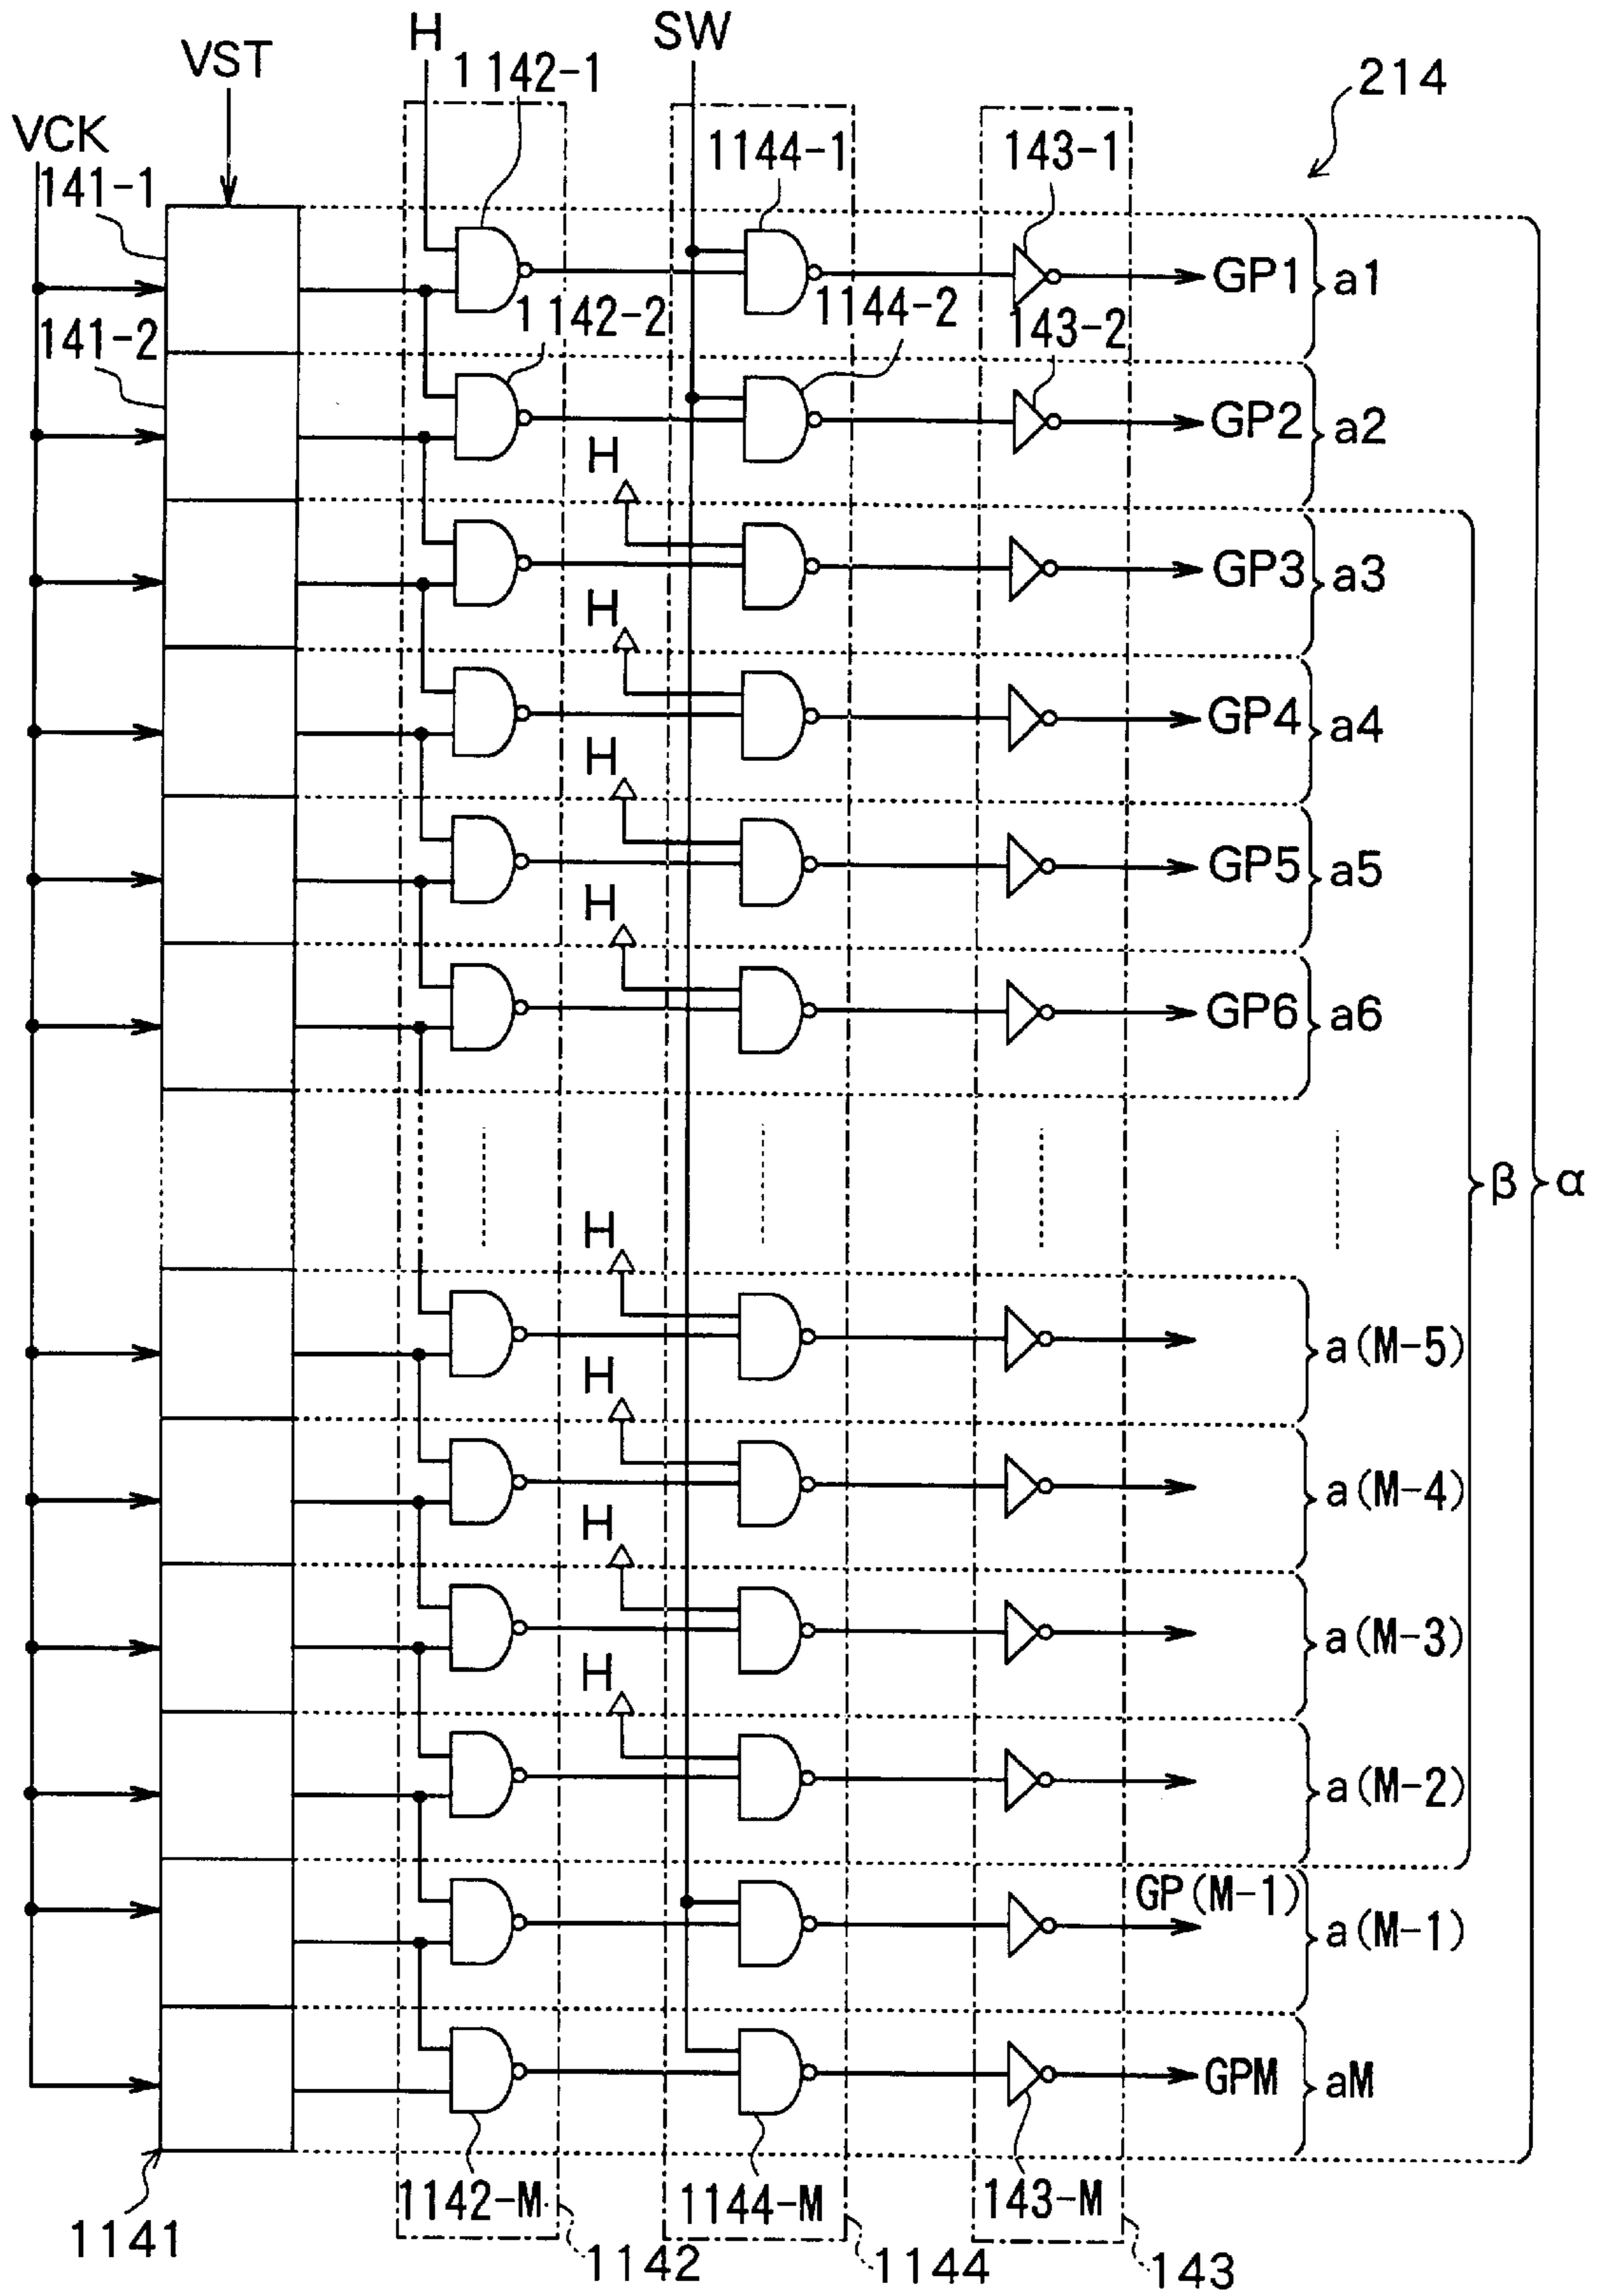 H
SW
VST
1142-1
214
VCK
1144-1
143-1
141-1
GP1
a1
1142-2
1144-2
143-2
141-2
GP2
a2
H
GP3
a3
H
GP4
a4
H
GP5
a5
H
GP6
a6
β
α
H
a(M-5)
H
a(M-4)
H
a(M-3)
H
a(M-2)
GP(M-1)
a(M-1)
GPM
aM
1142-M
1144-M
143-M
1141
1142
1144
143